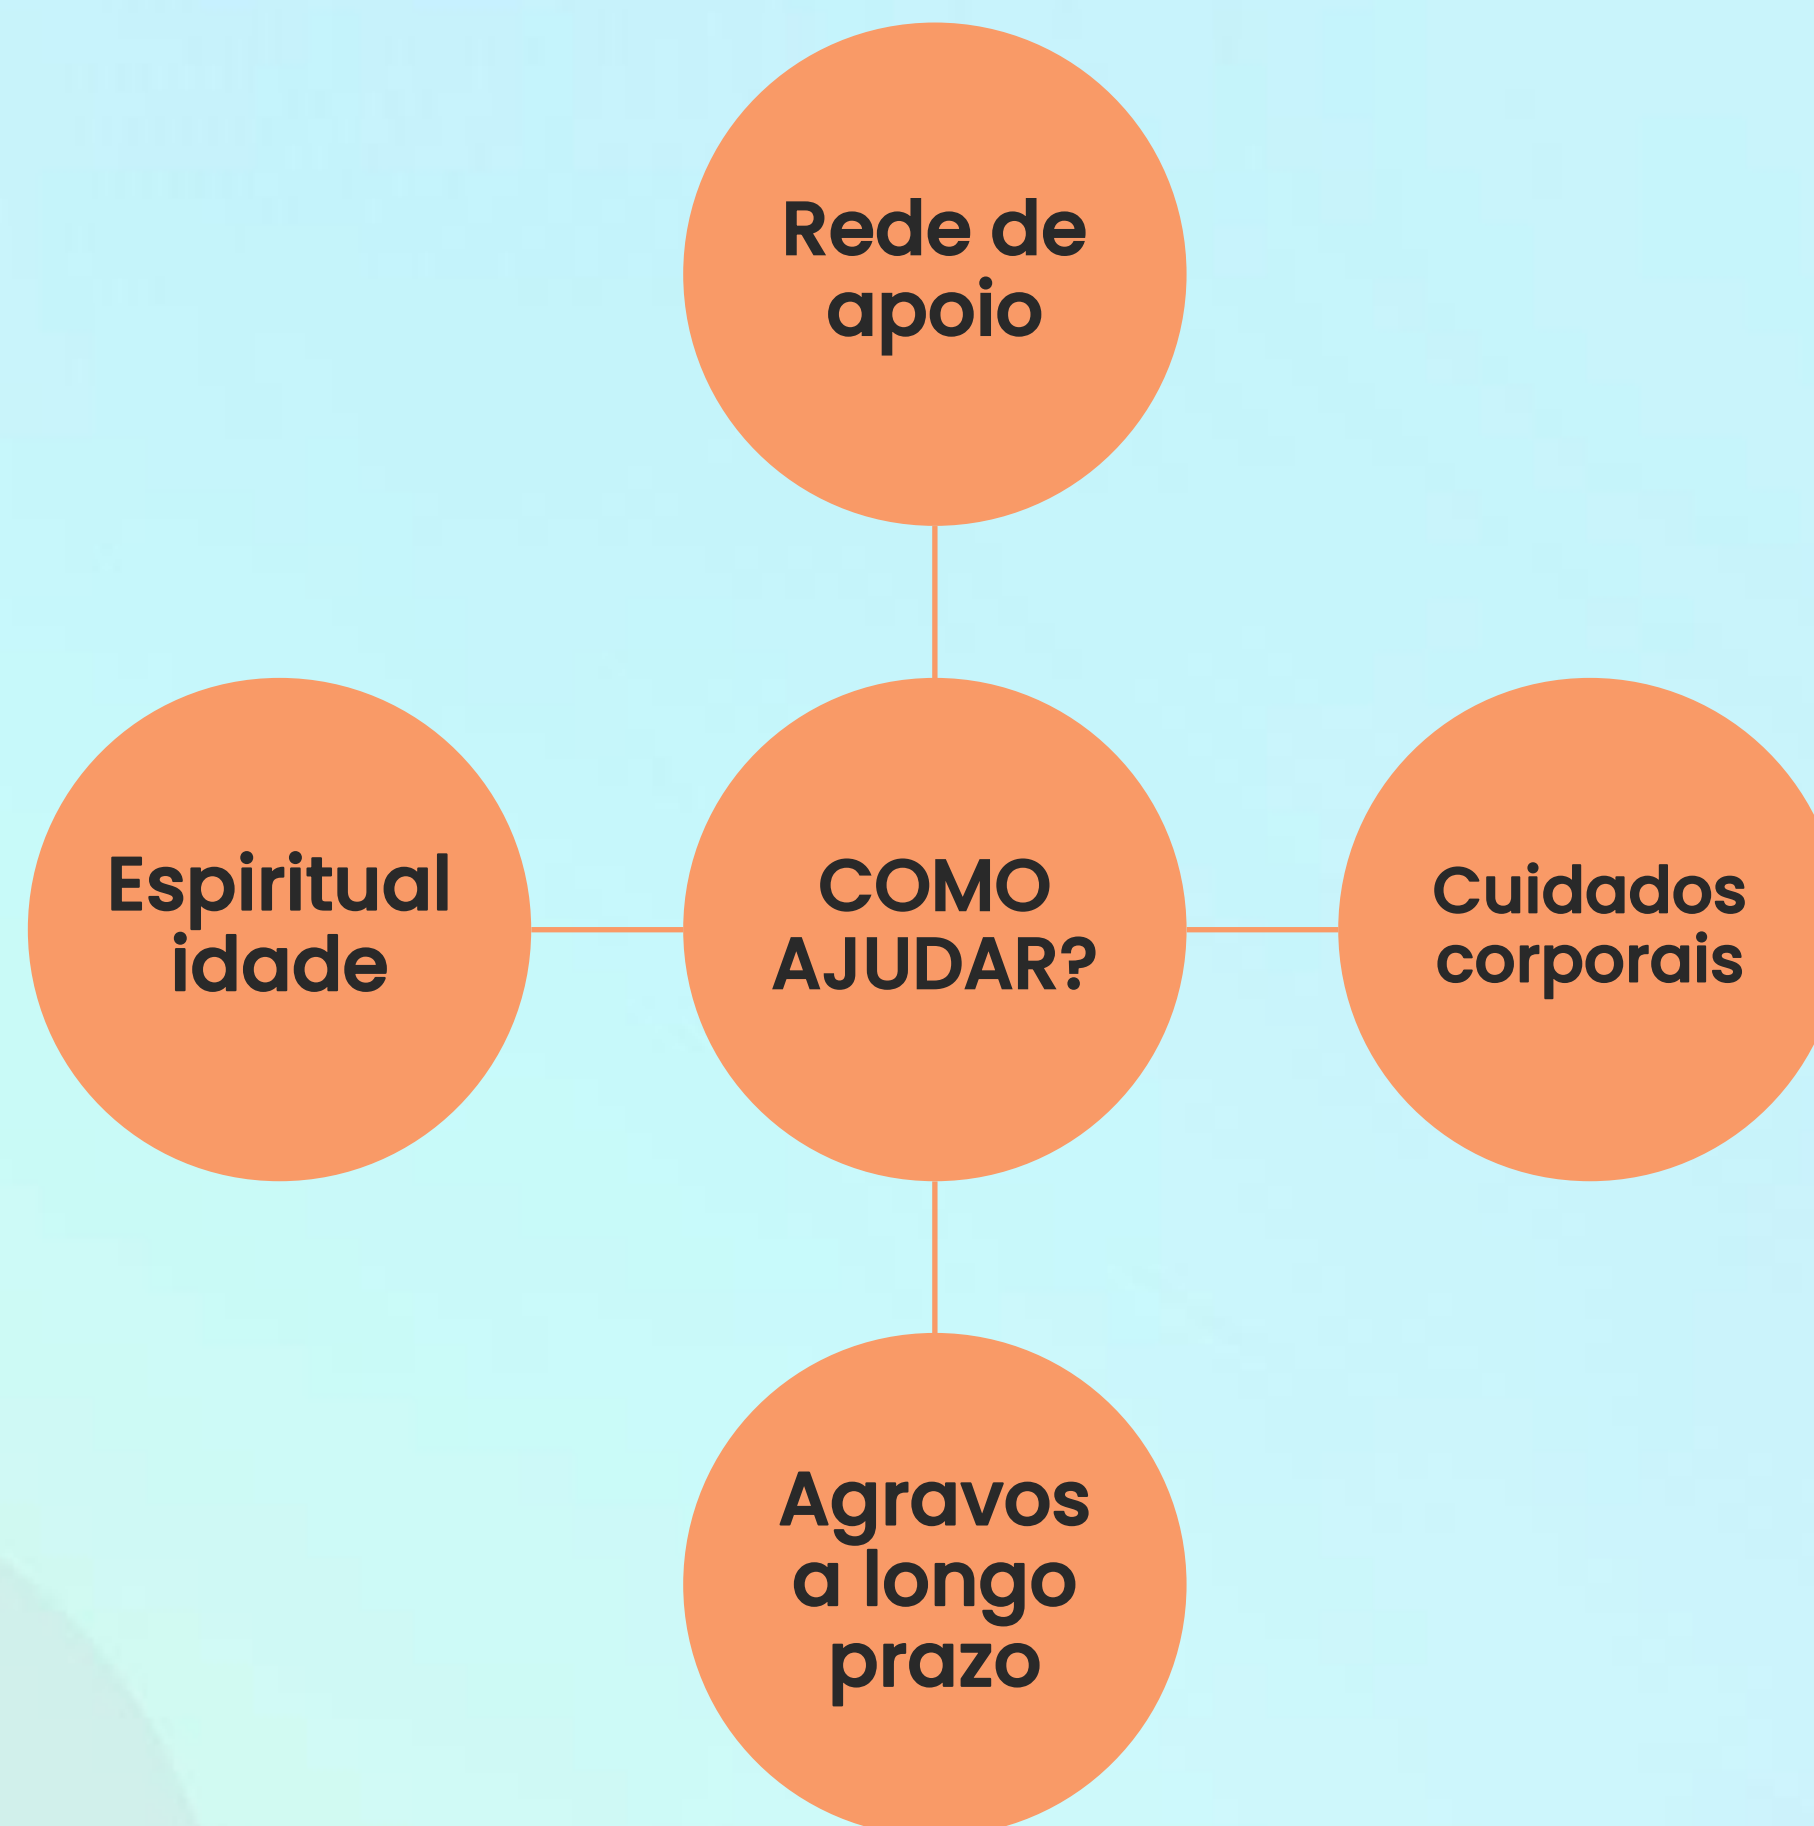 Rede de
apoio
Espiritual
idade
COMO
AJUDAR?
Cuidados
corporais
Agravos
a longo
prazo